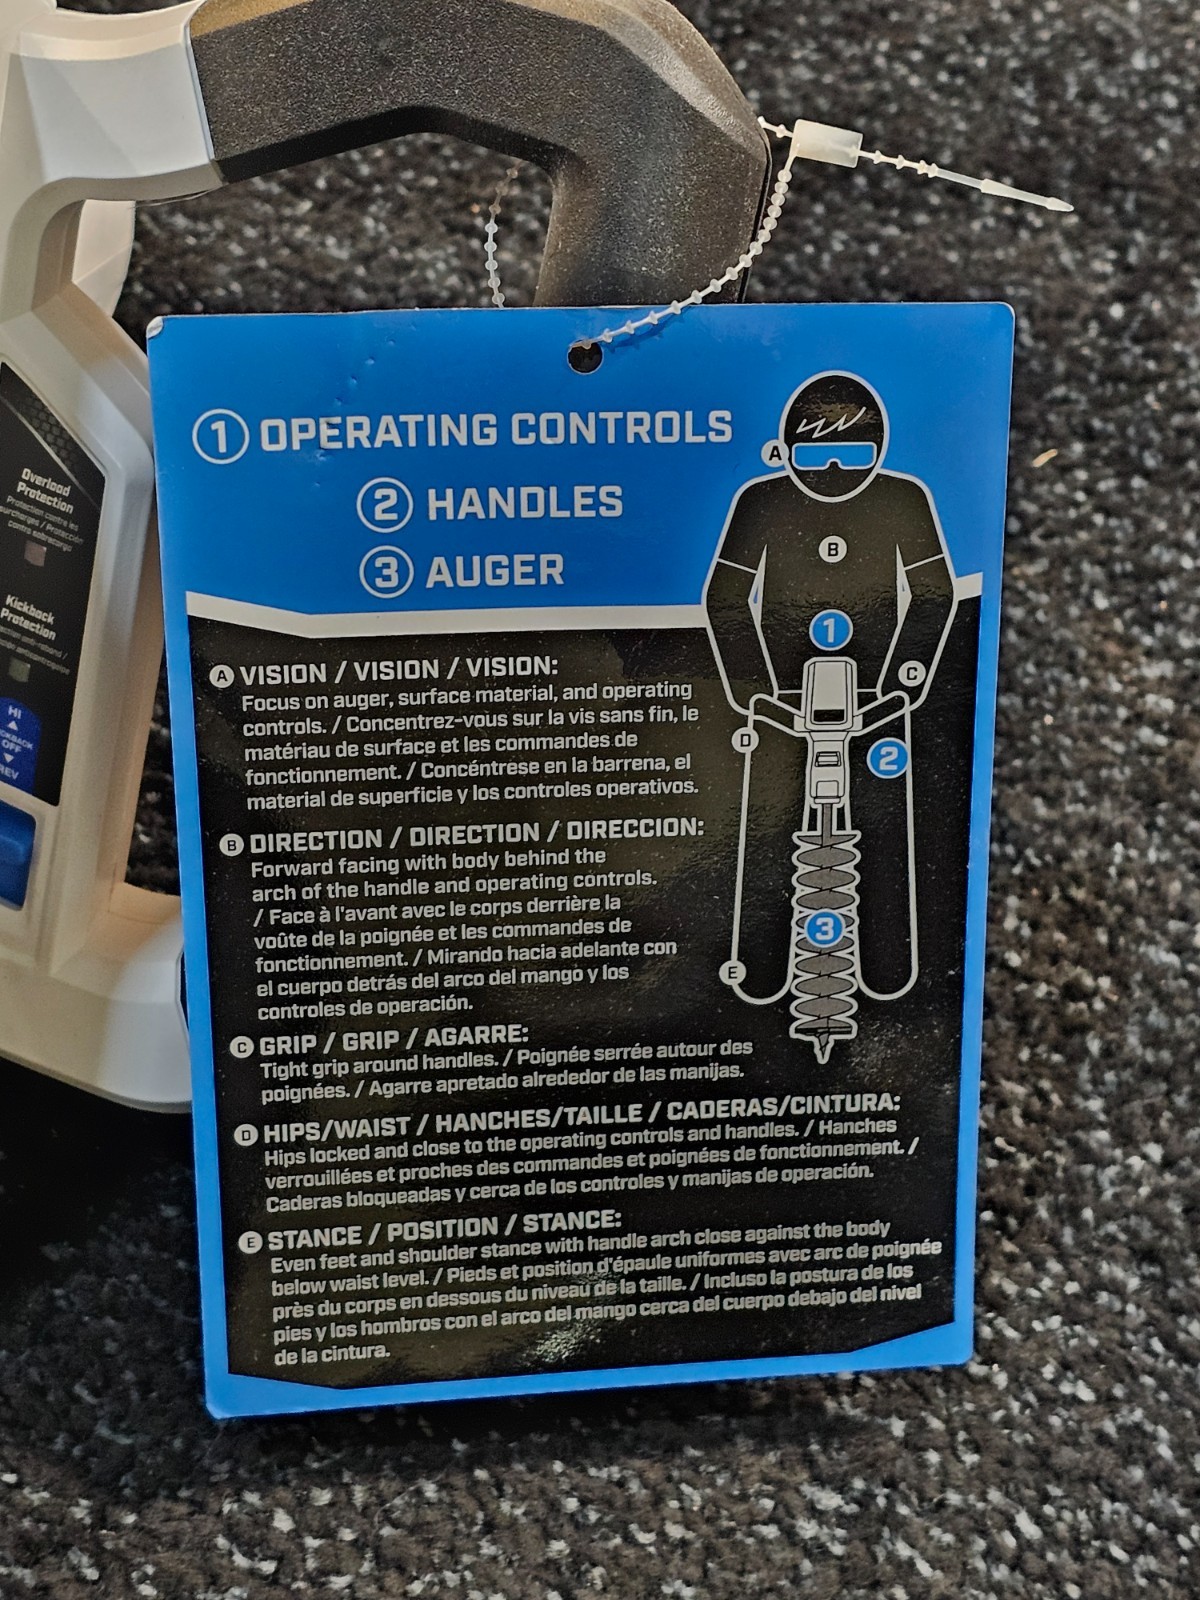 ① OPERATING CONTROLS
② HANDLES
③ AUGER
A
B
1
C
D
2
3
E
Ⓐ VISION / VISION / VISION:
Focus on auger, surface material, and operating
controls. / Concentrez-vous sur la vis sans fin, le
matériau de surface et les commandes de
fonctionnement. / Concéntrese en la barrena, el
material de superficie y los controles operativos.
Ⓑ DIRECTION / DIRECTION / DIRECCION:
Forward facing with body behind the
arch of the handle and operating controls.
/ Face à l'avant avec le corps derrière la
voûte de la poignée et les commandes de
fonctionnement. / Mirando hacia adelante con
el cuerpo detrás del arco del mango y los
controles de operación.
Ⓒ GRIP / GRIP / AGARRE:
Tight grip around handles. / Poignée serrée autour des
poignées. / Agarre apretado alrededor de las manijas.
Ⓓ HIPS/WAIST / HANCHES/TAILLE / CADERAS/CINTURA:
Hips locked and close to the operating controls and handles. / Hanches
verrouillées et proches des commandes et poignées de fonctionnement. /
Caderas bloqueadas y cerca de los controles y manijas de operación.
Ⓔ STANCE / POSITION / STANCE:
Even feet and shoulder stance with handle arch close against the body
below waist level. / Pieds et position d'épaule uniformes avec arc de poignée
près du corps en dessous du niveau de la taille. / Incluso la postura de los
pies y los hombros con el arco del mango cerca del cuerpo debajo del nivel
de la cintura.
Overload
Protection
Protection contre les
surcharges / Protección
contra sobrecarga
Kickback
Protection
HI
OFF
REV